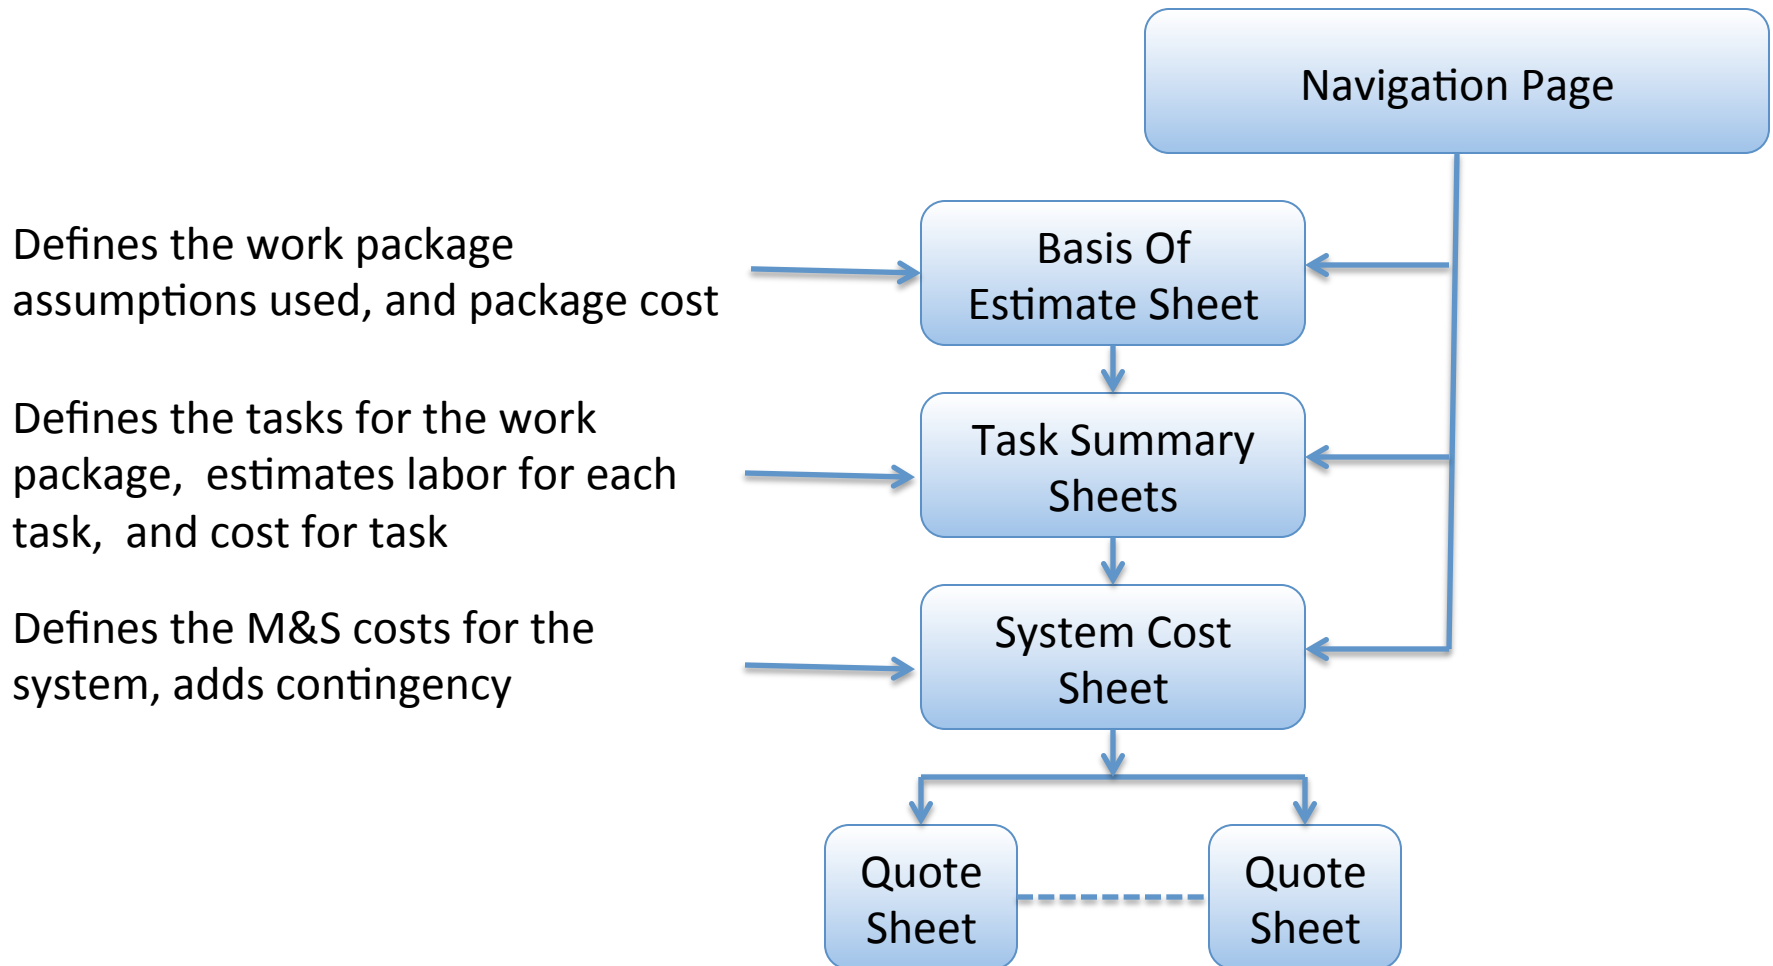 Navigation Page
Defines the work package
assumptions used, and package cost
Basis Of
Estimate Sheet
Defines the tasks for the work
package,  estimates labor for each
task,  and cost for task
Task Summary
Sheets
Defines the M&S costs for the
system, adds contingency
System Cost
Sheet
Quote
Sheet
Quote
Sheet